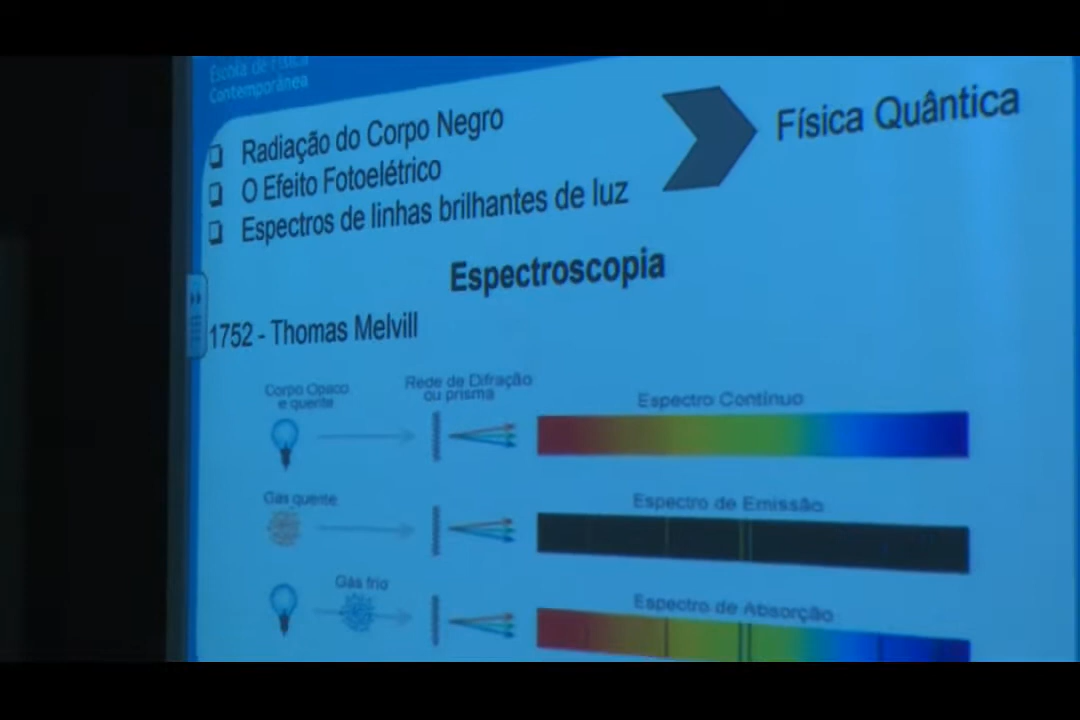 Escola de Física
Contemporânea
Radiação do Corpo Negro
O Efeito Fotoelétrico
Espectros de linhas brilhantes de luz
Física Quântica
Espectroscopia
1752 - Thomas Melvill
Corpo Opaco
e quente
Rede de Difração
ou prisma
Espectro Contínuo
Gás quente
Espectro de Emissão
Gás frio
Espectro de Absorção